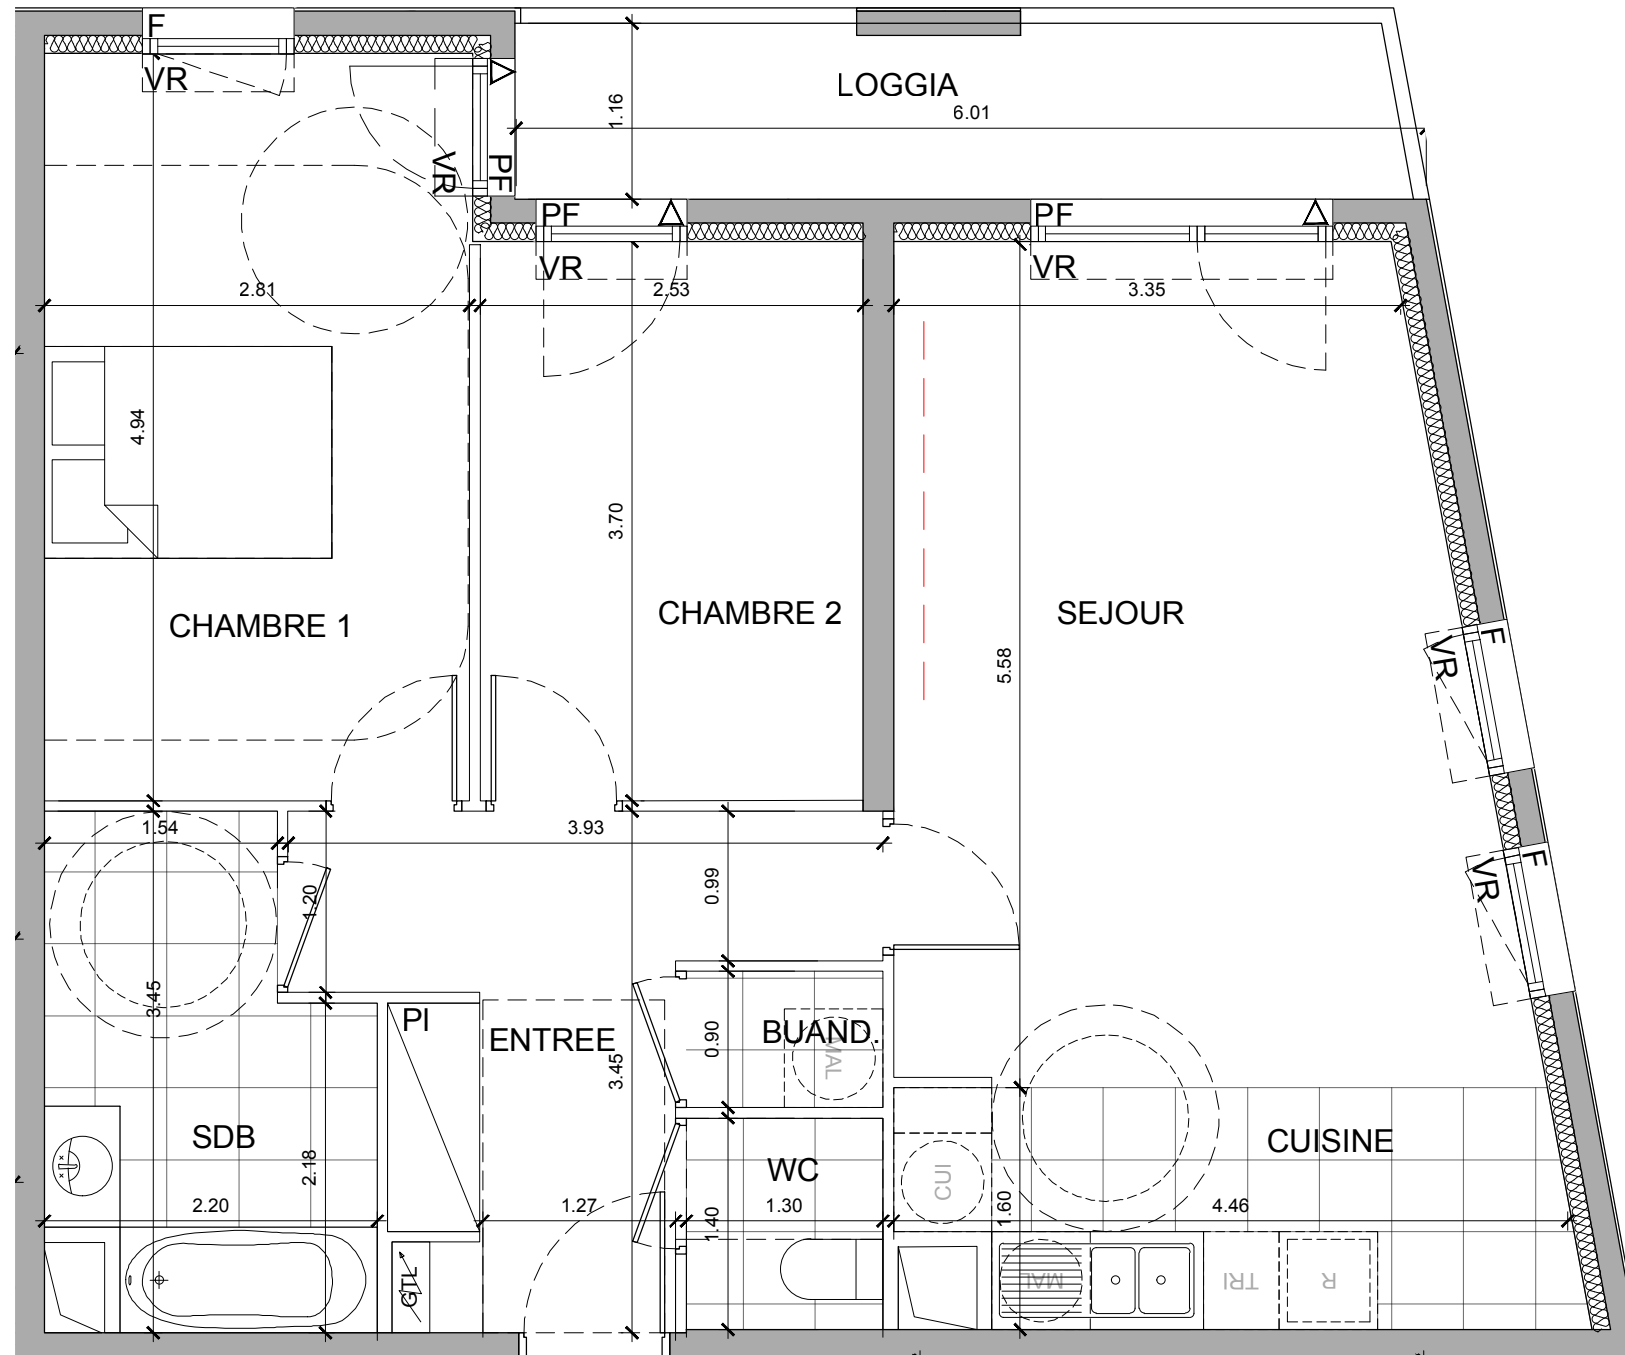 F
VR
LOGGIA
6.01
1.16
VR
PF
PF
VR
PF
VR
2.81
2.53
3.35
4.94
3.70
CHAMBRE 1
CHAMBRE 2
SEJOUR
5.58
F
VR
F
VR
1.54
3.93
1.20
0.99
3.45
PI
ENTREE
3.45
0.90
BUAND.
MAL
SDB
2.18
WC
CUISINE
CUI
2.20
1.27
1.40
1.30
1.60
4.46
GTL
MAL
TRI
R